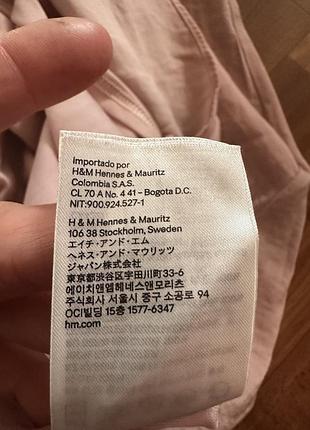 Importado por
H&M Hennes & Mauritz
Colombia S.A.S.
CL 70 A No. 4 41 - Bogota D.C.
NIT:900.924.527-1
H & M Hennes & Mauritz
106 38 Stockholm, Sweden
エイチ・アンド・エム
ヘネス・アンド・マウリッツ
ジャパン株式会社
東京都渋谷区宇田川町33-6
에이치앤엠헤네스앤모리츠
주식회사 서울시 중구 소공로 94
OCI빌딩 15층 1577-6347
hm.com